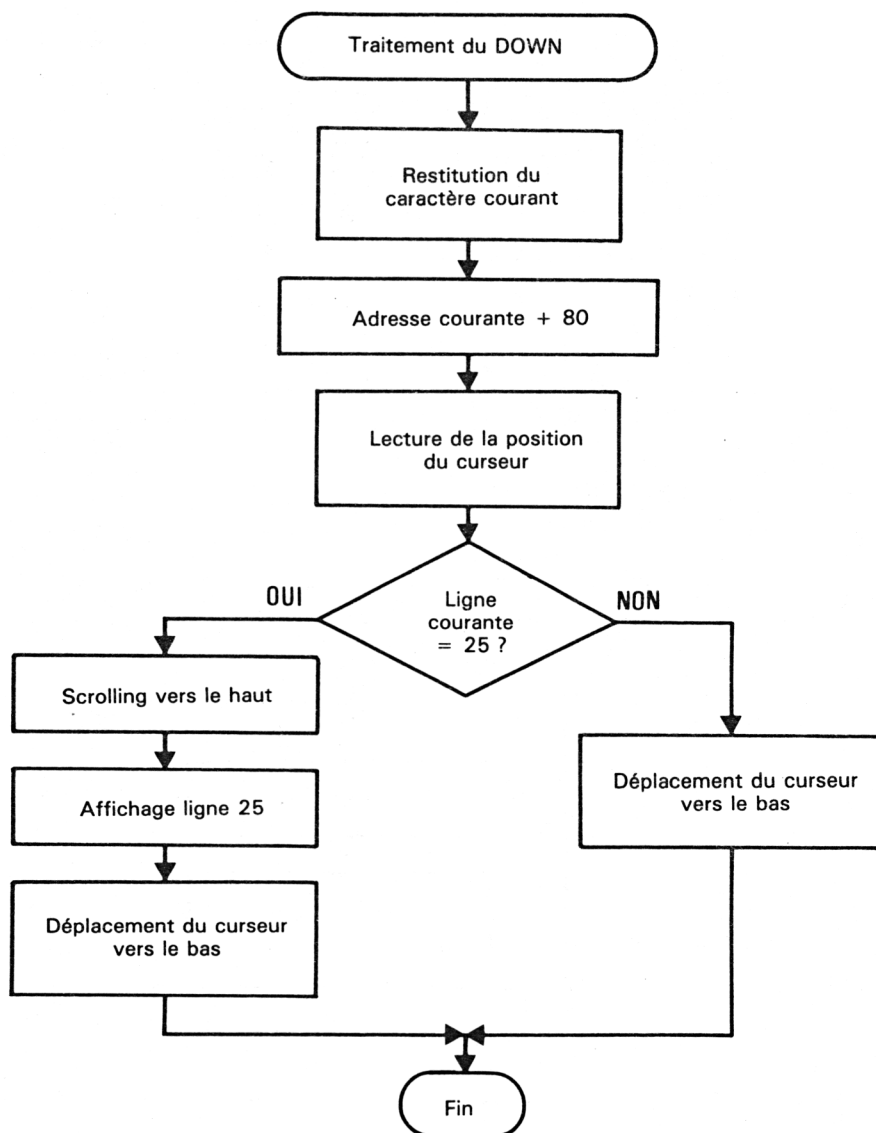 Traitement du DOWN
Restitution du
caractère courant
Adresse courante + 80
Lecture de la position
du curseur
Ligne
courante
= 25 ?
OUI
NON
Scrolling vers le haut
Affichage ligne 25
Déplacement du curseur
vers le bas
Déplacement du curseur
vers le bas
Fin